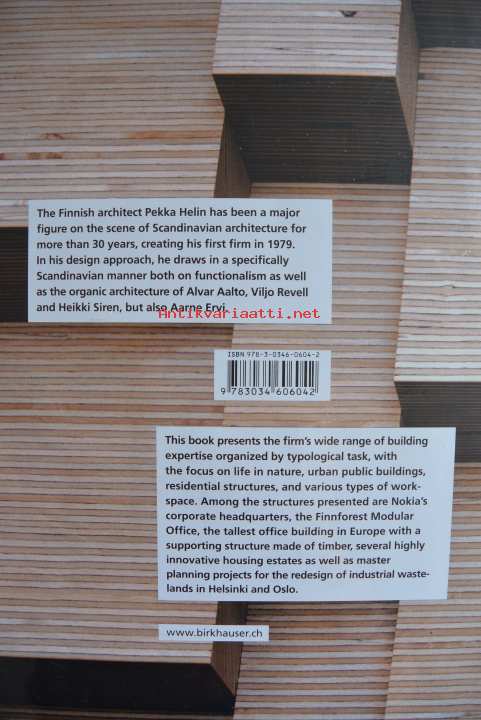 The Finnish architect Pekka Helin has been a major
figure on the scene of Scandinavian architecture for
more than 30 years, creating his first firm in 1979.
In his design approach, he draws in a specifically
Scandinavian manner both on functionalism as well
as the organic architecture of Alvar Aalto, Viljo Revell
and Heikki Siren, but also Aarne Ervi.
Antikvariaatti.net
ISBN 978-3-0346-0604-2
9 783034 606042
This book presents the firm's wide range of building
expertise organized by typological task, with
the focus on life in nature, urban public buildings,
residential structures, and various types of work-
space. Among the structures presented are Nokia's
corporate headquarters, the Finnforest Modular
Office, the tallest office building in Europe with a
supporting structure made of timber, several highly
innovative housing estates as well as master
planning projects for the redesign of industrial waste-
lands in Helsinki and Oslo.
www.birkhauser.ch